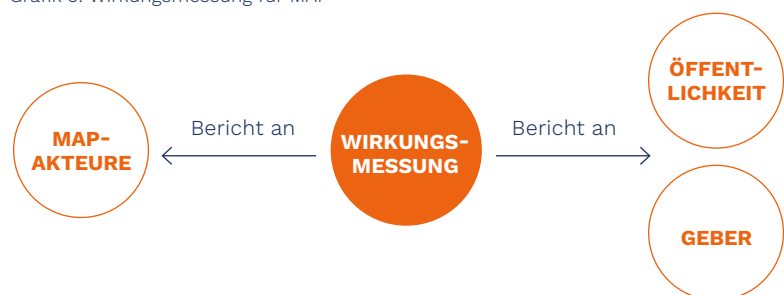 MAP-
AKTEURE
Bericht an
WIRKUNGS-
MESSUNG
Bericht an
ÖFFENT-
LICHKEIT
GEBER